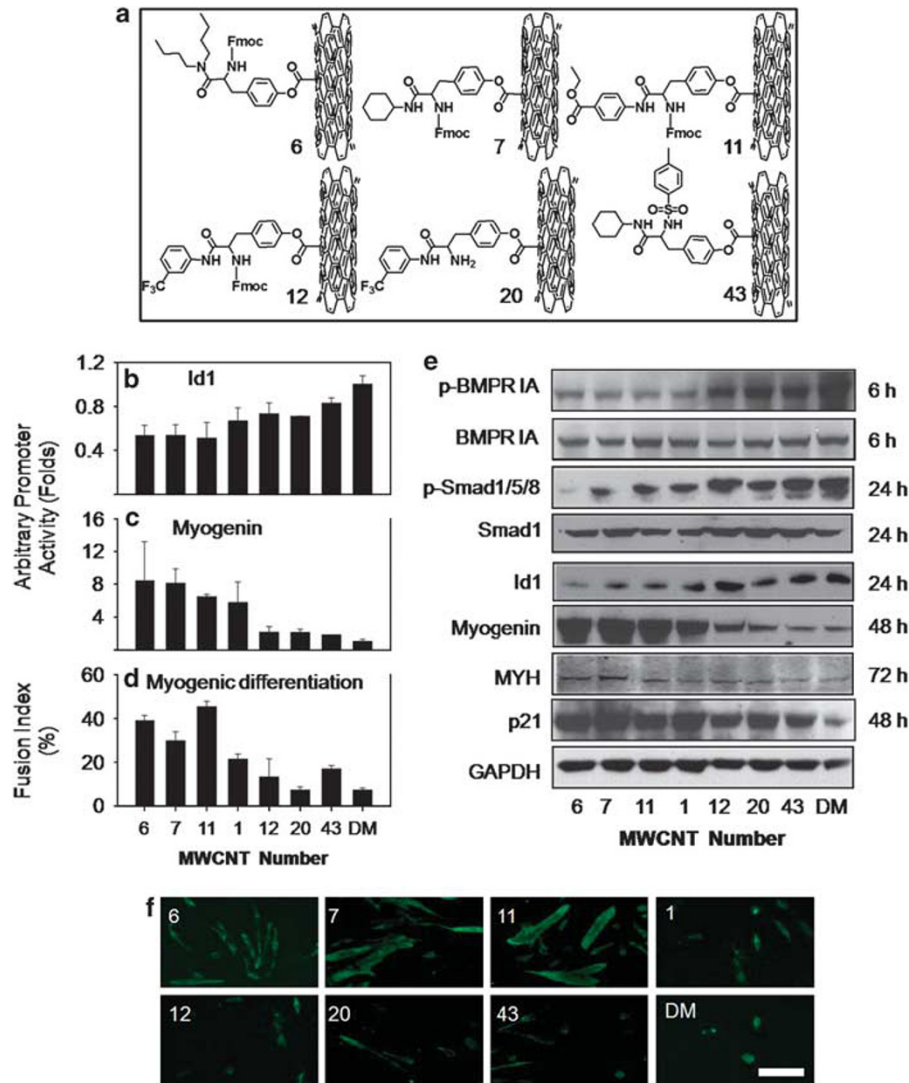 a
Fmoc
NH
N
O
O
O
6
O
NH
NH
Fmoc
O
O
7
O
O
O
NH
NH
Fmoc
O
O
11
O
NH
NH
F₃C
Fmoc
O
O
12
O
NH
NH₂
F₃C
O
O
20
O=S=O
NH
NH
O
O
O
43
b
Id1
1.2
0.8
0.4
Arbitrary Promoter
Activity (Folds)
c
Myogenin
16
12
8
4
d
Myogenic differentiation
60
40
20
0
Fusion Index
(%)
6 7 11 1 12 20 43 DM
MWCNT Number
e
p-BMPR IA 6 h
BMPR IA 6 h
p-Smad1/5/8 24 h
Smad1 24 h
Id1 24 h
Myogenin 48 h
MYH 72 h
p21 48 h
GAPDH
6 7 11 1 12 20 43 DM
MWCNT Number
f
6 7 11 1
12 20 43 DM